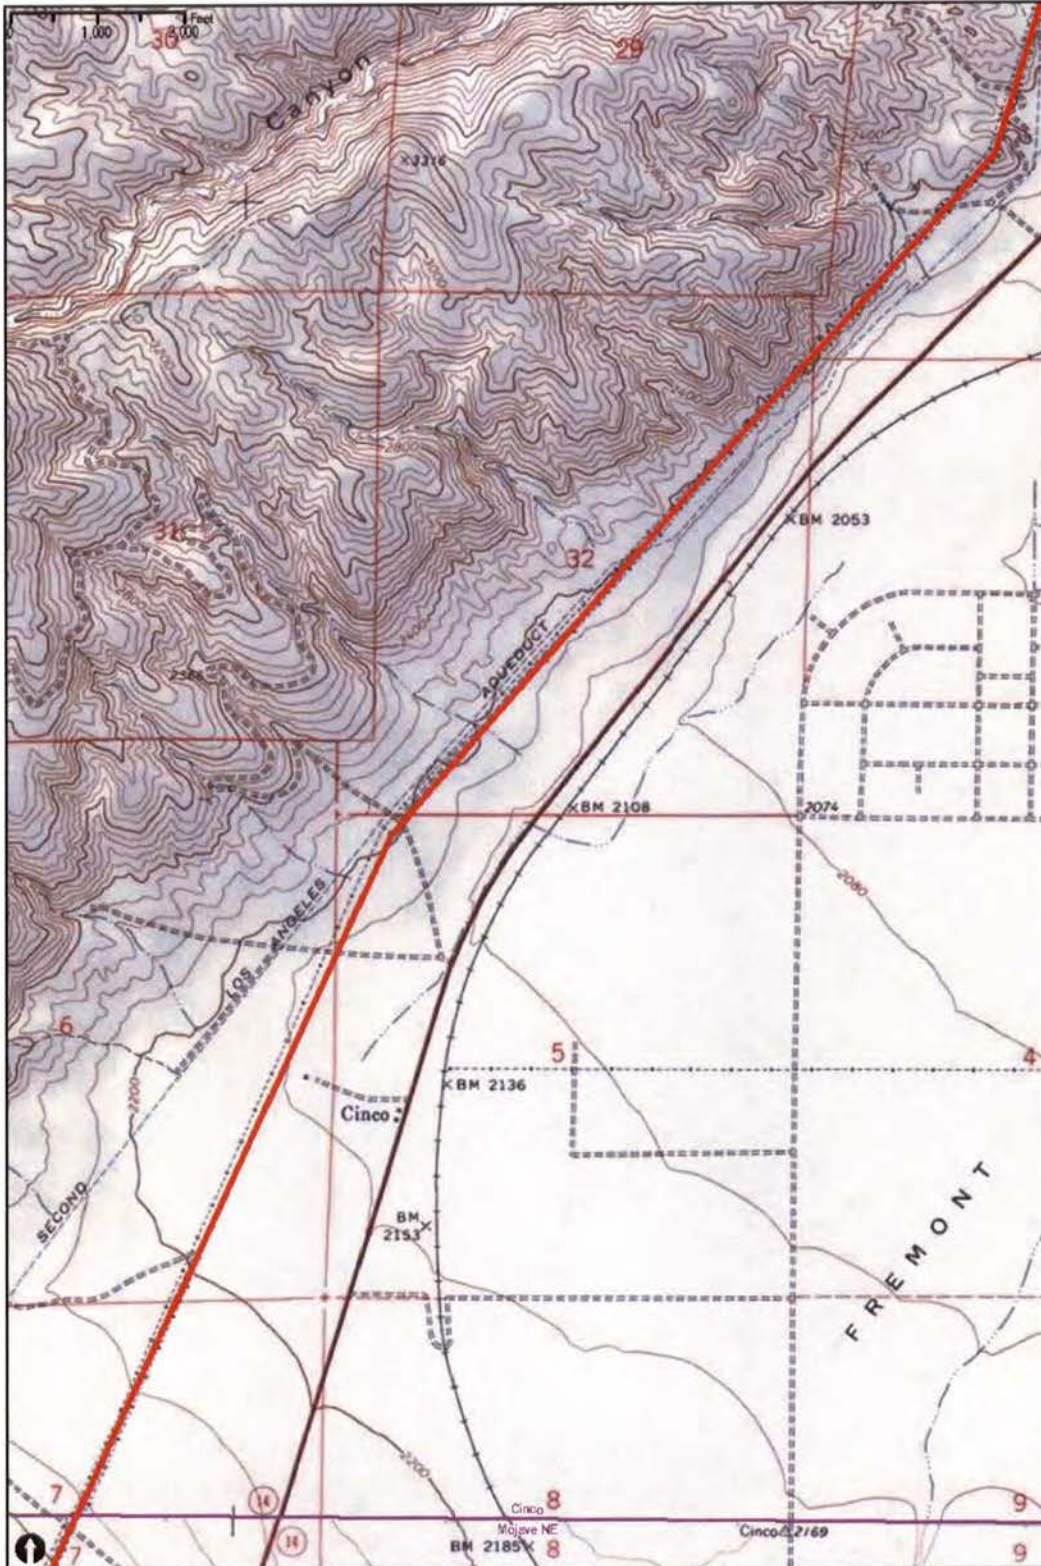 Feet
0 1,000 2,000
30
29
Canyon
×3316
BM 2053
31
32
AQUEDUCT
BM 2108
2074
2080
LOS ANGELES
6
5
4
BM 2136
2200
Cinco
SECOND
BM
2153
FREMONT
2200
7
14
Cinco
8
9
Mojave NE
Cinco 2169
7
14
BM 2185
8
9